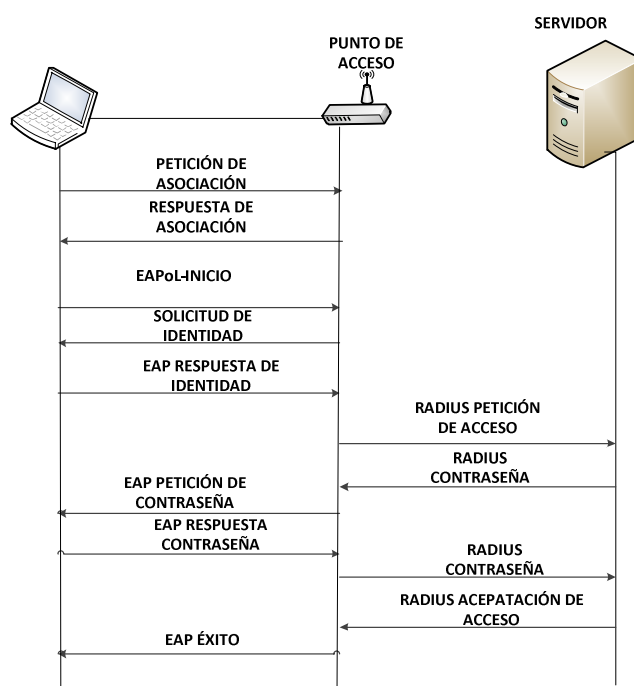 SERVIDOR
PUNTO DE
ACCESO
PETICIÓN DE
ASOCIACIÓN
RESPUESTA DE
ASOCIACIÓN
EAPoL-INICIO
SOLICITUD DE
IDENTIDAD
EAP RESPUESTA DE
IDENTIDAD
RADIUS PETICIÓN
DE ACCESO
RADIUS
CONTRASEÑA
EAP PETICIÓN DE
CONTRASEÑA
EAP RESPUESTA
CONTRASEÑA
RADIUS
CONTRASEÑA
RADIUS ACEPATACIÓN DE
ACCESO
EAP ÉXITO